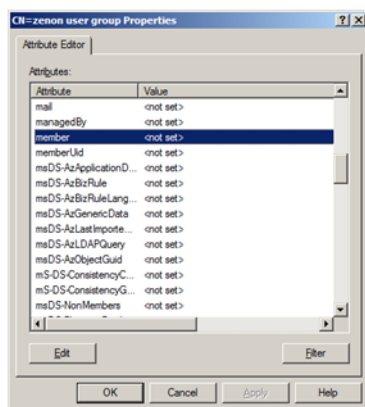 CN=zenon user group Properties
Attribute Editor
Attributes:
Attribute Value
mail <not set>
managedBy <not set>
member <not set>
memberUid <not set>
msDS-AzApplicationD... <not set>
msDS-AzBizRule <not set>
msDS-AzBizRuleLang... <not set>
msDS-AzGenericData <not set>
msDS-AzLastImporte... <not set>
msDS-AzLDAPQuery <not set>
msDS-AzObjectGuid <not set>
mS-DS-ConsistencyC... <not set>
mS-DS-ConsistencyG... <not set>
msDS-NonMembers <not set>
Edit Filter
OK Cancel Apply Help